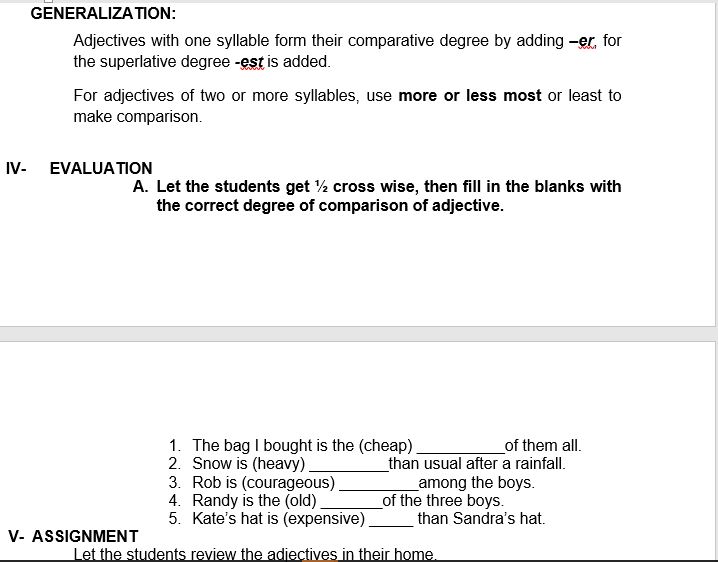 GENERALIZATION:
Adjectives with one syllable form their comparative degree by adding –er, for
the superlative degree -est is added.
For adjectives of two or more syllables, use more or less most or least to
make comparison.
IV- EVALUATION
A. Let the students get ½ cross wise, then fill in the blanks with
the correct degree of comparison of adjective.
1. The bag I bought is the (cheap) __________of them all.
2. Snow is (heavy) _________than usual after a rainfall.
3. Rob is (courageous) _________among the boys.
4. Randy is the (old) _______of the three boys.
5. Kate’s hat is (expensive) _____ than Sandra’s hat.
V- ASSIGNMENT
Let the students review the adjectives in their home.